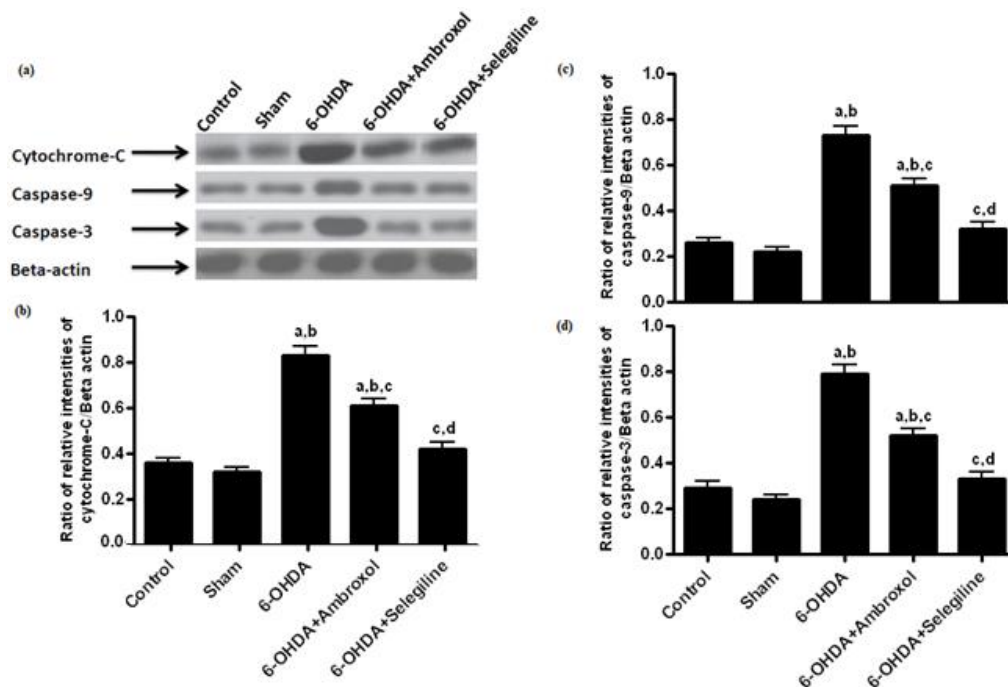 (a)
Control
Sham
6-OHDA
6-OHDA+Ambroxol
6-OHDA+Selegiline
Cytochrome-C
Caspase-9
Caspase-3
Beta-actin
(b)
Ratio of relative intensities of
cytochrome-C/Beta actin
1.0
0.8
0.6
0.4
0.2
0.0
a,b
a,b,c
c,d
Control
Sham
6-OHDA
6-OHDA+Ambroxol
6-OHDA+Selegiline
(c)
Ratio of relative intensities of
caspase-9/Beta actin
1.0
0.8
0.6
0.4
0.2
0.0
a,b
a,b,c
c,d
(d)
Ratio of relative intensities of
caspase-3/Beta actin
1.0
0.8
0.6
0.4
0.2
0.0
a,b
a,b,c
c,d
Control
Sham
6-OHDA
6-OHDA+Ambroxol
6-OHDA+Selegiline